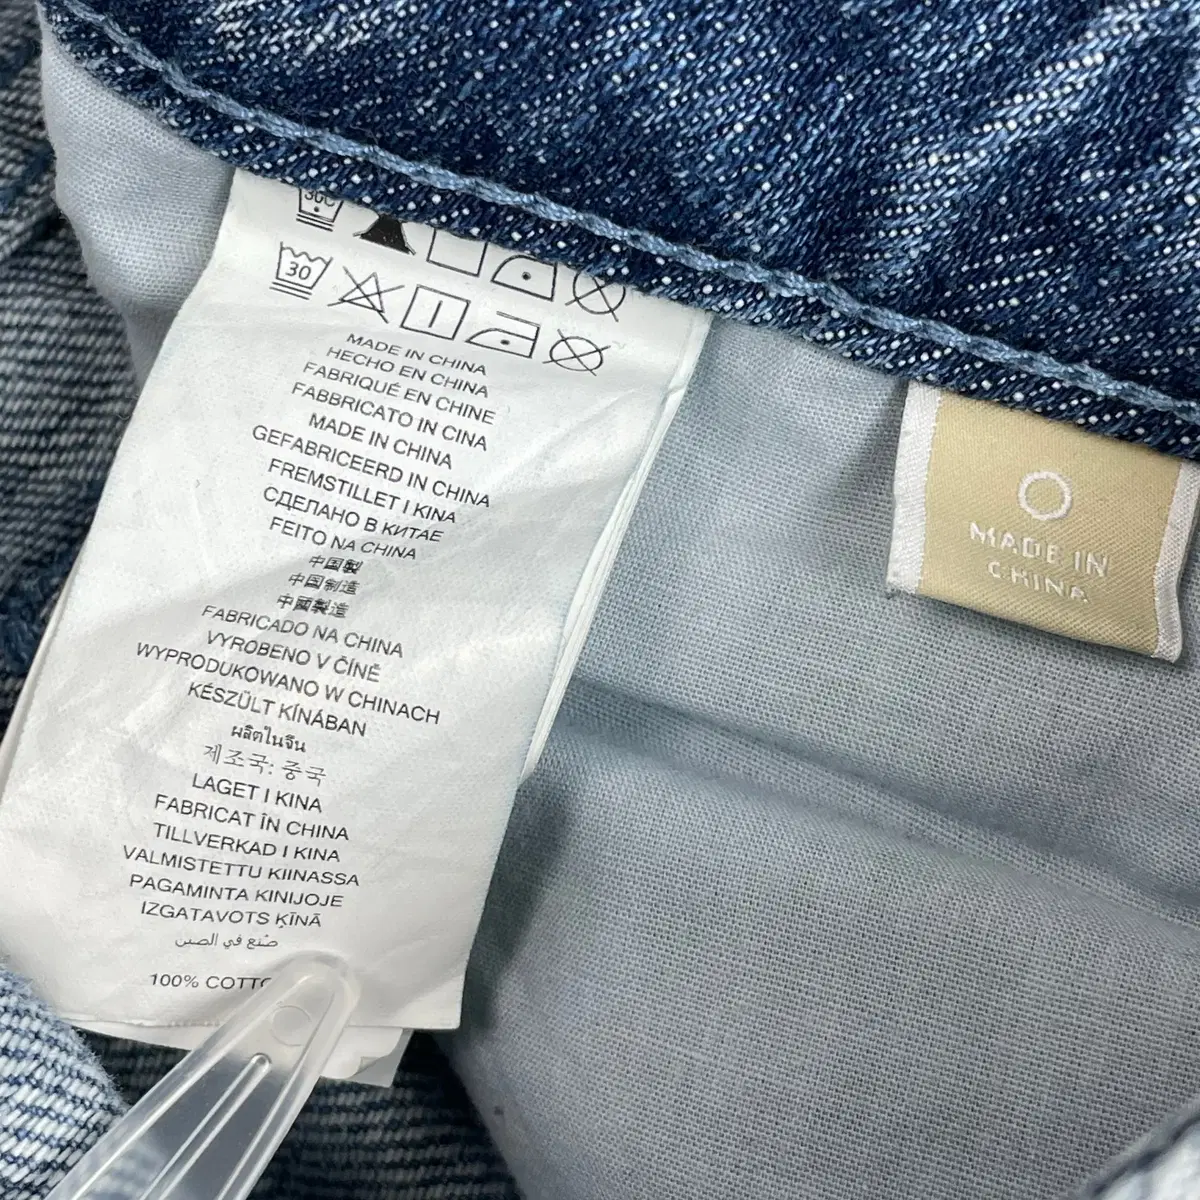 30C
30
MADE IN CHINA
HECHO EN CHINA
FABRIQUÉ EN CHINE
FABBRICATO IN CINA
MADE IN CHINA
GEFABRICEERD IN CHINA
FREMSTILLET I KINA
СДЕЛАНО В КИТАЕ
FEITO NA CHINA
中国製
中国制造
中國製造
FABRICADO NA CHINA
VYROBENO V ČÍNĚ
WYPRODUKOWANO W CHINACH
KÉSZÜLT KÍNÁBAN
ผลิตในจีน
제조국: 중국
LAGET I KINA
FABRICAT ÎN CHINA
TILLVERKAD I KINA
VALMISTETTU KIINASSA
PAGAMINTA KINIJOJE
IZGATAVOTS ĶĪNĀ
صنع في الصين
100%
O
MADE IN
CHINA